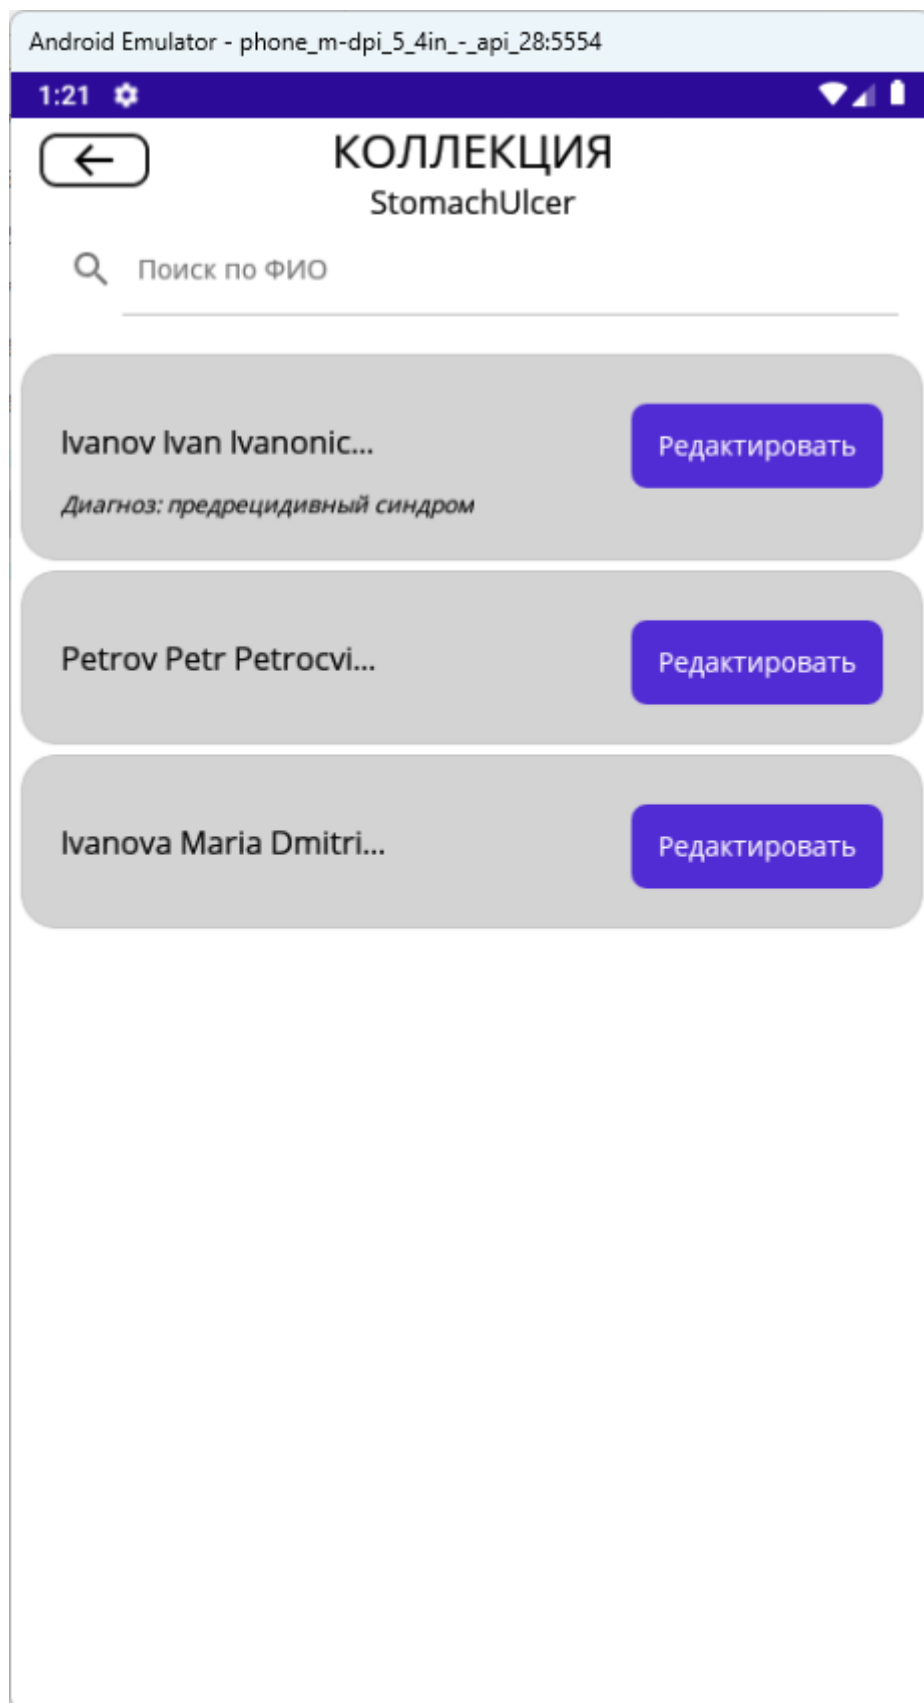 Android Emulator - phone_m-dpi_5_4in_-_api_28:5554
1:21
КОЛЛЕКЦИЯ
StomachUlcer
Поиск по ФИО
Ivanov Ivan Ivanonic...
Редактировать
Диагноз: предрецидивный синдром
Petrov Petr Petrocvi...
Редактировать
Ivanova Maria Dmitri...
Редактировать